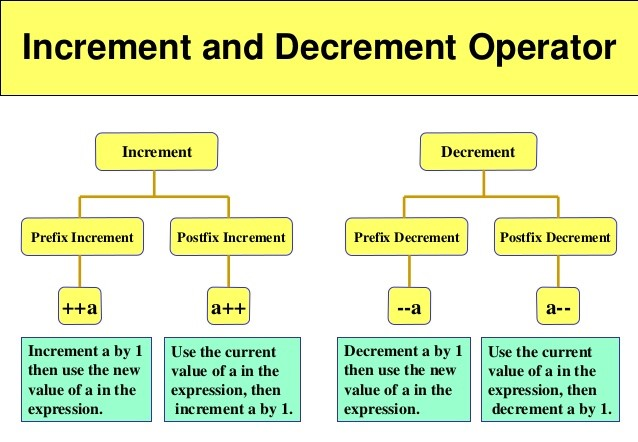 Increment and Decrement Operator
Increment
Decrement
Prefix Increment
Postfix Increment
Prefix Decrement
Postfix Decrement
++a
a++
--a
a--
Increment a by 1
then use the new
value of a in the
expression.
Use the current
value of a in the
expression, then
increment a by 1.
Decrement a by 1
then use the new
value of a in the
expression.
Use the current
value of a in the
expression, then
decrement a by 1.